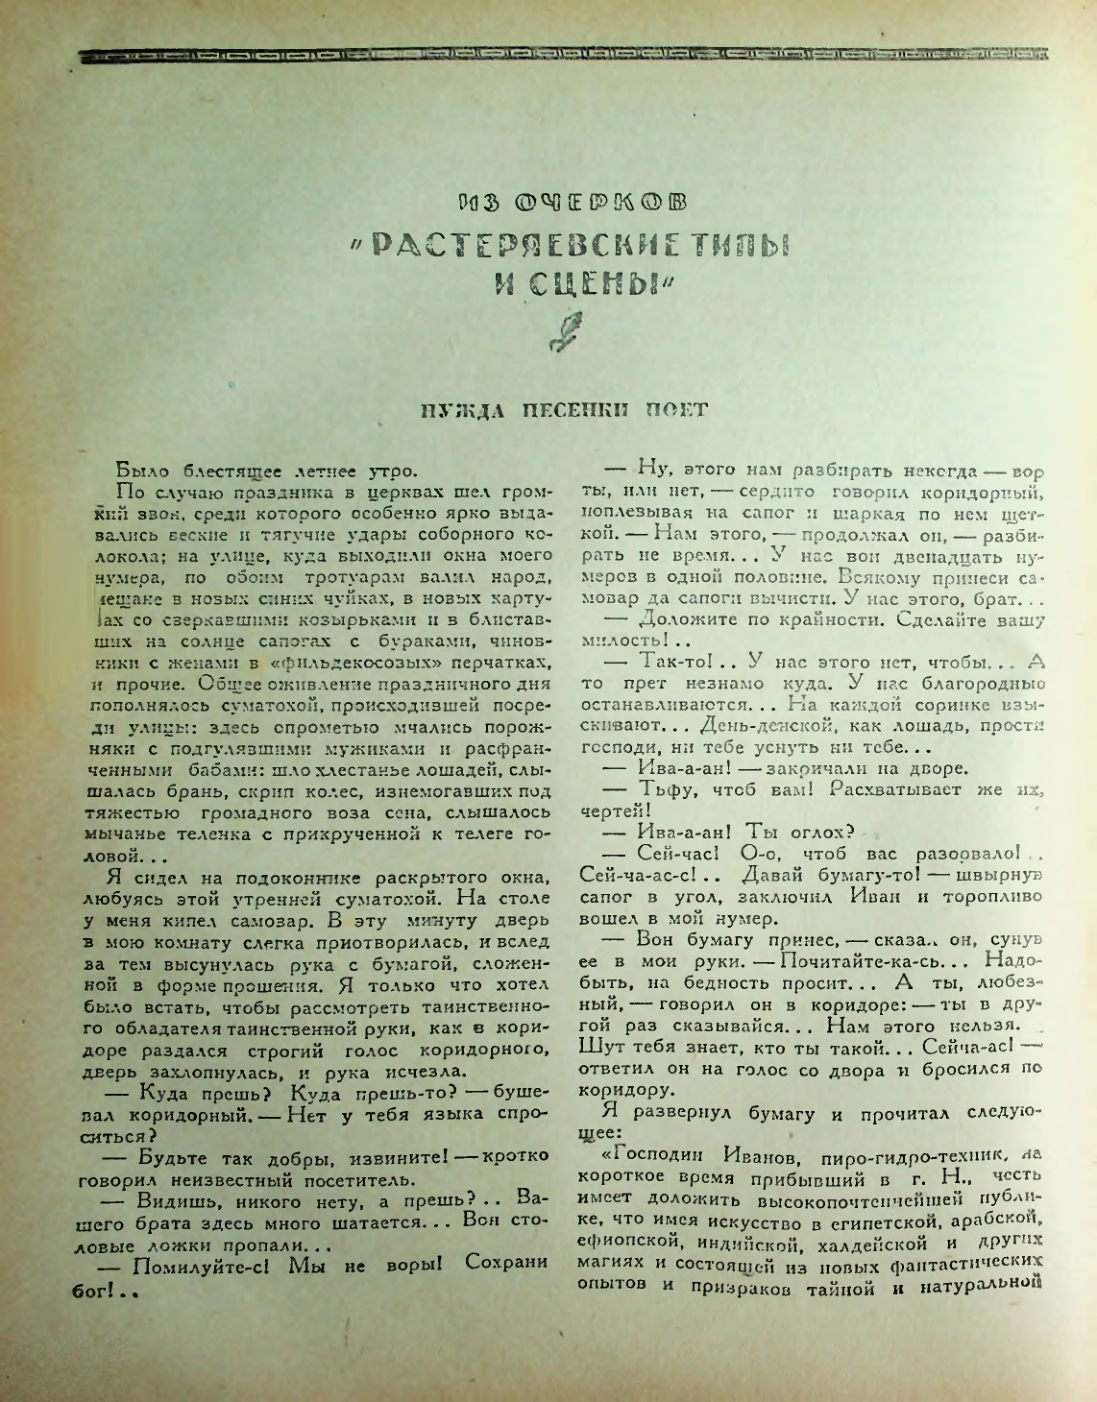 ИЗ ОЧЕРКОВ
"РАСТЕРЯЕВСКИЕ ТИПЫ
И СЦЕНЫ"
НУЖДА ПЕСЕНКИ ПОЕТ
Было блестящее летнее утро.
По случаю праздника в церквах шел гром-
кий звон, среди которого особенно ярко выда-
вались веские и тягучие удары соборного ко-
локола; на улице, куда выходили окна моего
нумера, по обоим тротуарам валил народ,
мещане в новых синих чуйках, в новых карту-
зах со сверкавшими козырьками и в блистав-
ших на солнце сапогах с бураками, чинов-
ники с женами в «фильдекосовых» перчатках,
и прочие. Общее оживление праздничного дня
пополнялось суматохой, происходившей посре-
ди улицы: здесь опрометью мчались порож-
няки с подгулявшими мужиками и расфран-
ченными бабами: шло хлестанье лошадей, слы-
шалась брань, скрип колес, изнемогавших под
тяжестью громадного воза сена, слышалось
мычанье теленка с прикрученной к телеге го-
ловой. . .
Я сидел на подоконнике раскрытого окна,
любуясь этой утренней суматохой. На столе
у меня кипел самовар. В эту минуту дверь
в мою комнату слегка приотворилась, и вслед
за тем высунулась рука с бумагой, сложен-
ной в форме прошения. Я только что хотел
было встать, чтобы рассмотреть таинственно-
го обладателя таинственной руки, как в кори-
доре раздался строгий голос коридорного,
дверь захлопнулась, и рука исчезла.
— Куда прешь? Куда прешь-то? — буше-
вал коридорный. — Нет у тебя языка спро-
ситься?
— Будьте так добры, извините! — кротко
говорил неизвестный посетитель.
— Видишь, никого нету, а прешь? . . Ва-
шего брата здесь много шатается. . . Вон сто-
ловые ложки пропали. . .
— Помилуйте-с! Мы не воры! Сохрани
бог! . .
— Ну, этого нам разбирать некогда — вор
ты, или нет, — сердито говорил коридорный,
поплевывая на сапог и шаркая по нем щет-
кой. — Нам этого, — продолжал он, — разби-
рать не время. . . У нас вон двенадцать ну-
меров в одной половине. Всякому принеси са-
мовар да сапоги вычисти. У нас этого, брат. . .
— Доложите по крайности. Сделайте вашу
милость! . .
— Так-то! . . У нас этого нет, чтобы. . . А
то прет незнамо куда. У нас благородные
останавливаются. . . На каждой соринке взы-
скивают. . . День-денской, как лошадь, прости
господи, ни тебе уснуть ни тебе. . .
— Ива-а-ан! — закричали на дворе.
— Тьфу, чтоб вам! Расхватывает же их,
чертей!
— Ива-а-ан! Ты оглох?
— Сей-час! О-о, чтоб вас разорвало! . .
Сей-ча-ас-с! . . Давай бумагу-то! — швырнув
сапог в угол, заключил Иван и торопливо
вошел в мой нумер.
— Вон бумагу принес, — сказал он, сунув
ее в мои руки. — Почитайте-ка-сь. . . Надо-
быть, на бедность просит. . . А ты, любез-
ный, — говорил он в коридоре: — ты в дру-
гой раз сказывайся. . . Нам этого нельзя.
Шут тебя знает, кто ты такой. . . Сейча-ас! —
ответил он на голос со двора и бросился по
коридору.
Я развернул бумагу и прочитал следую-
щее:
«Господин Иванов, пиро-гидро-техник, на
короткое время прибывший в г. Н., честь
имеет доложить высокопочтеннейшей публи-
ке, что имея искусство в египетской, арабской,
ефиопской, индийской, халдейской и других
магиях и состоящей из новых фантастических
опытов и призраков тайной и натуральной